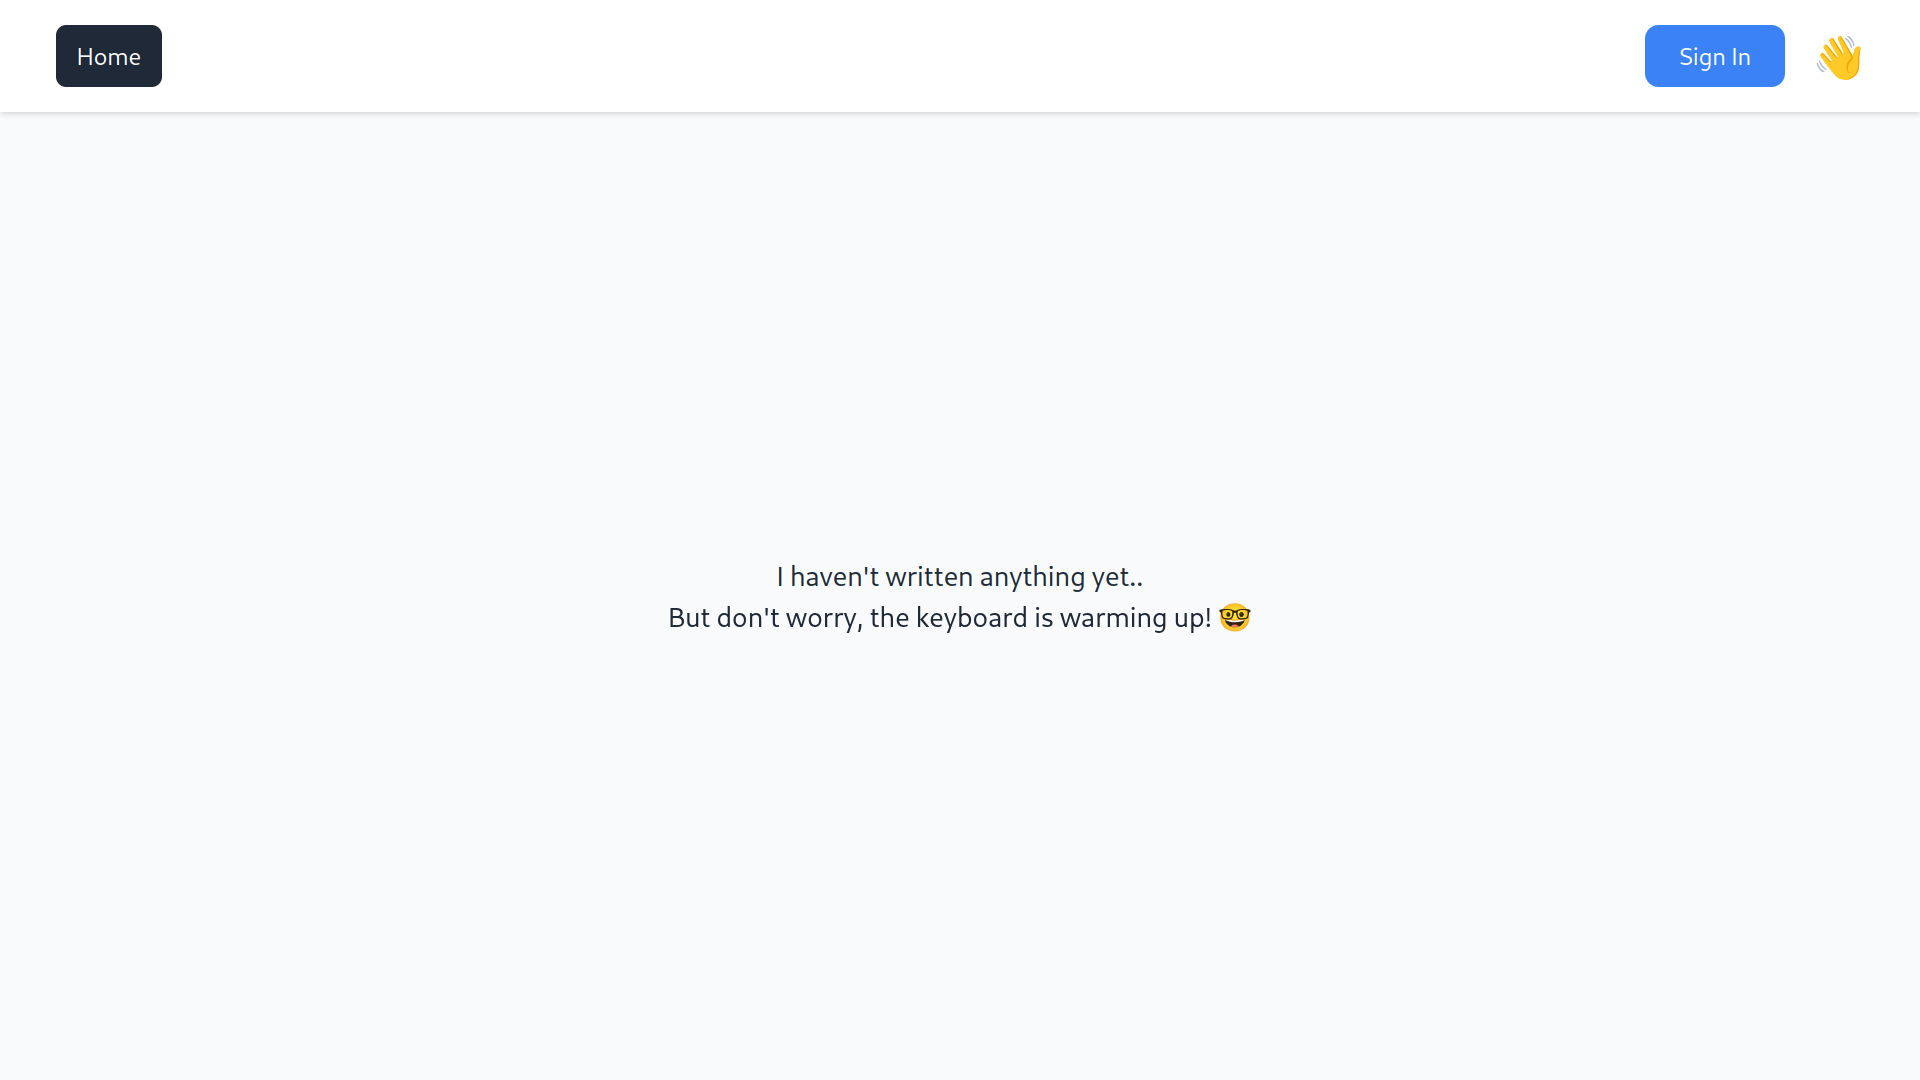 Home
Sign In 👋
I haven't written anything yet..
But don't worry, the keyboard is warming up! 🤓